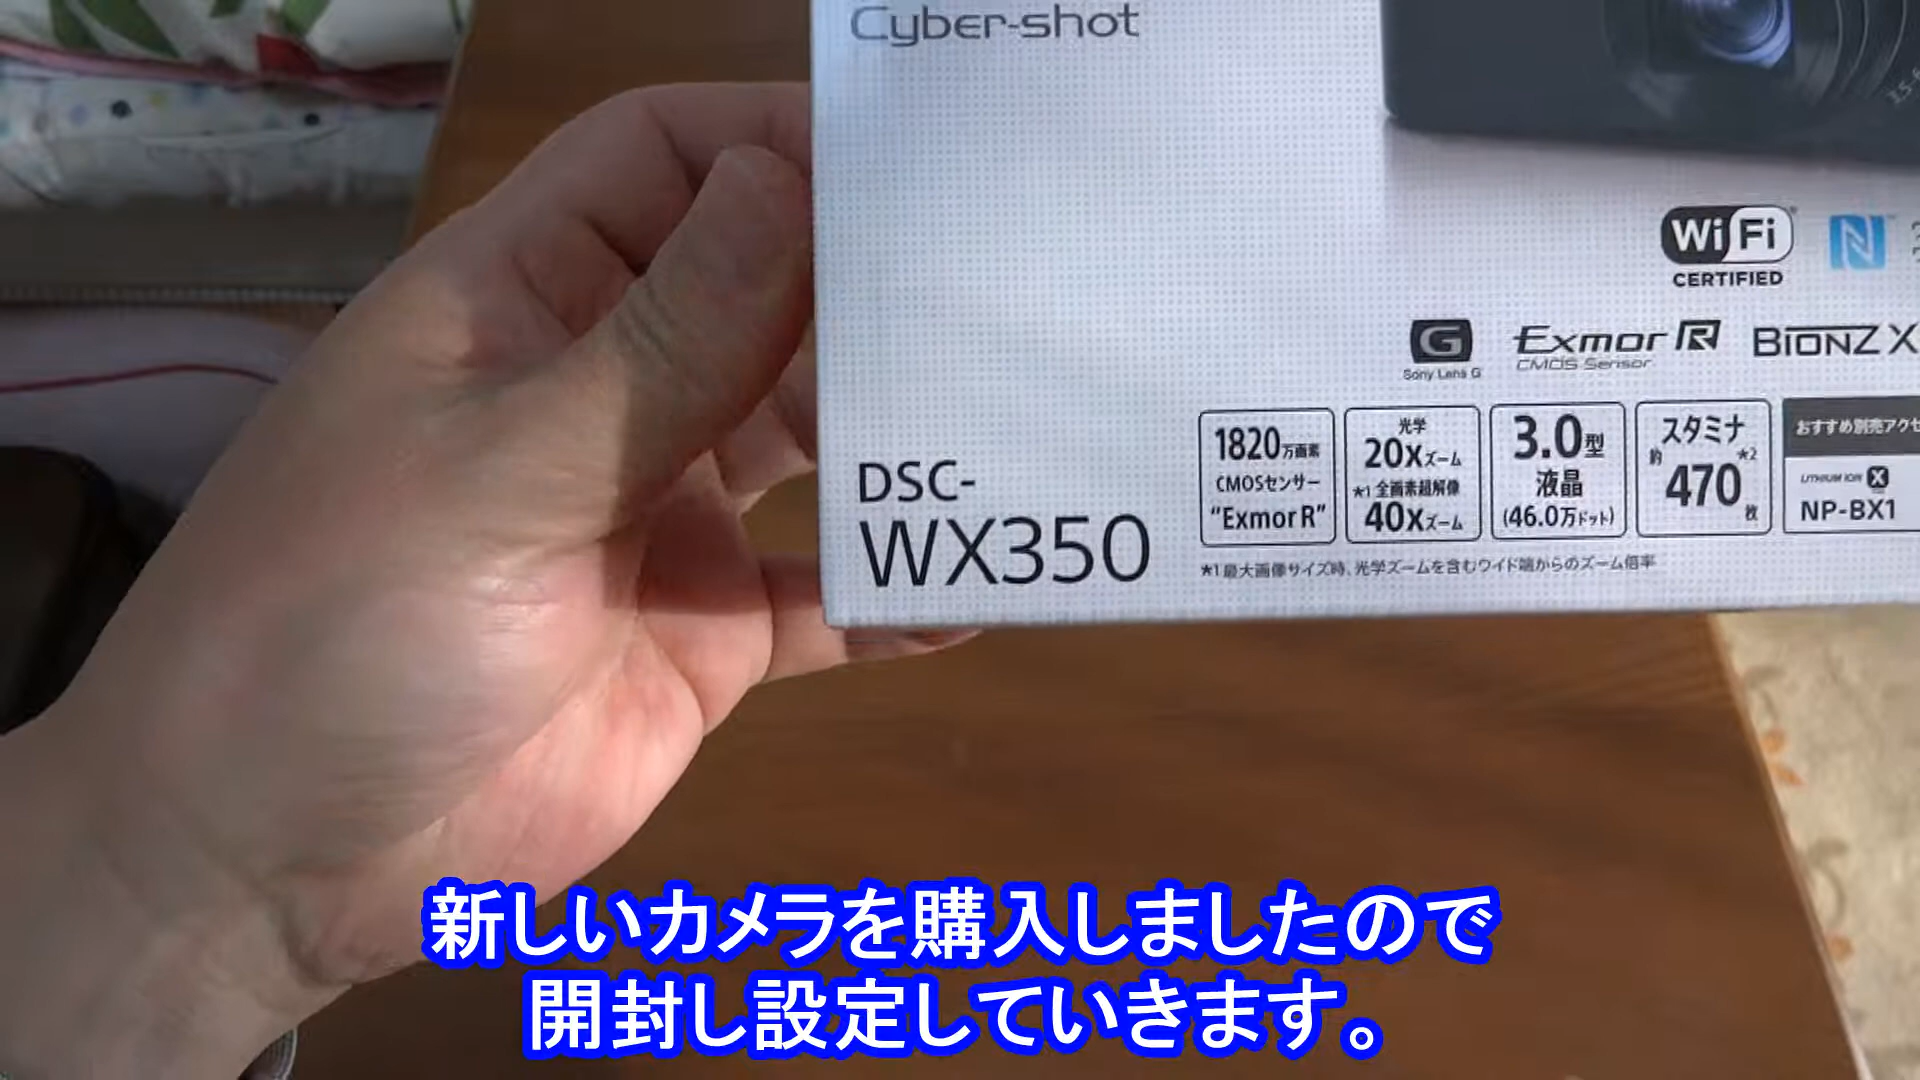 Cyber-shot
Wi Fi
CERTIFIED
G
Sony Lens G
Exmor R
CMOS Sensor
BIONZ X
DSC-
WX350
1820万画素
CMOSセンサー
"Exmor R"
光学
20xズーム
★1 全画素超解像
40xズーム
3.0型
液晶
(46.0万ドット)
スタミナ
約 470枚 ★2
おすすめ別売アクセ
LITHIUM ION X
NP-BX1
★1 最大画像サイズ時、光学ズームを含むワイド端からのズーム倍率
新しいカメラを購入しましたので
開封し設定していきます。